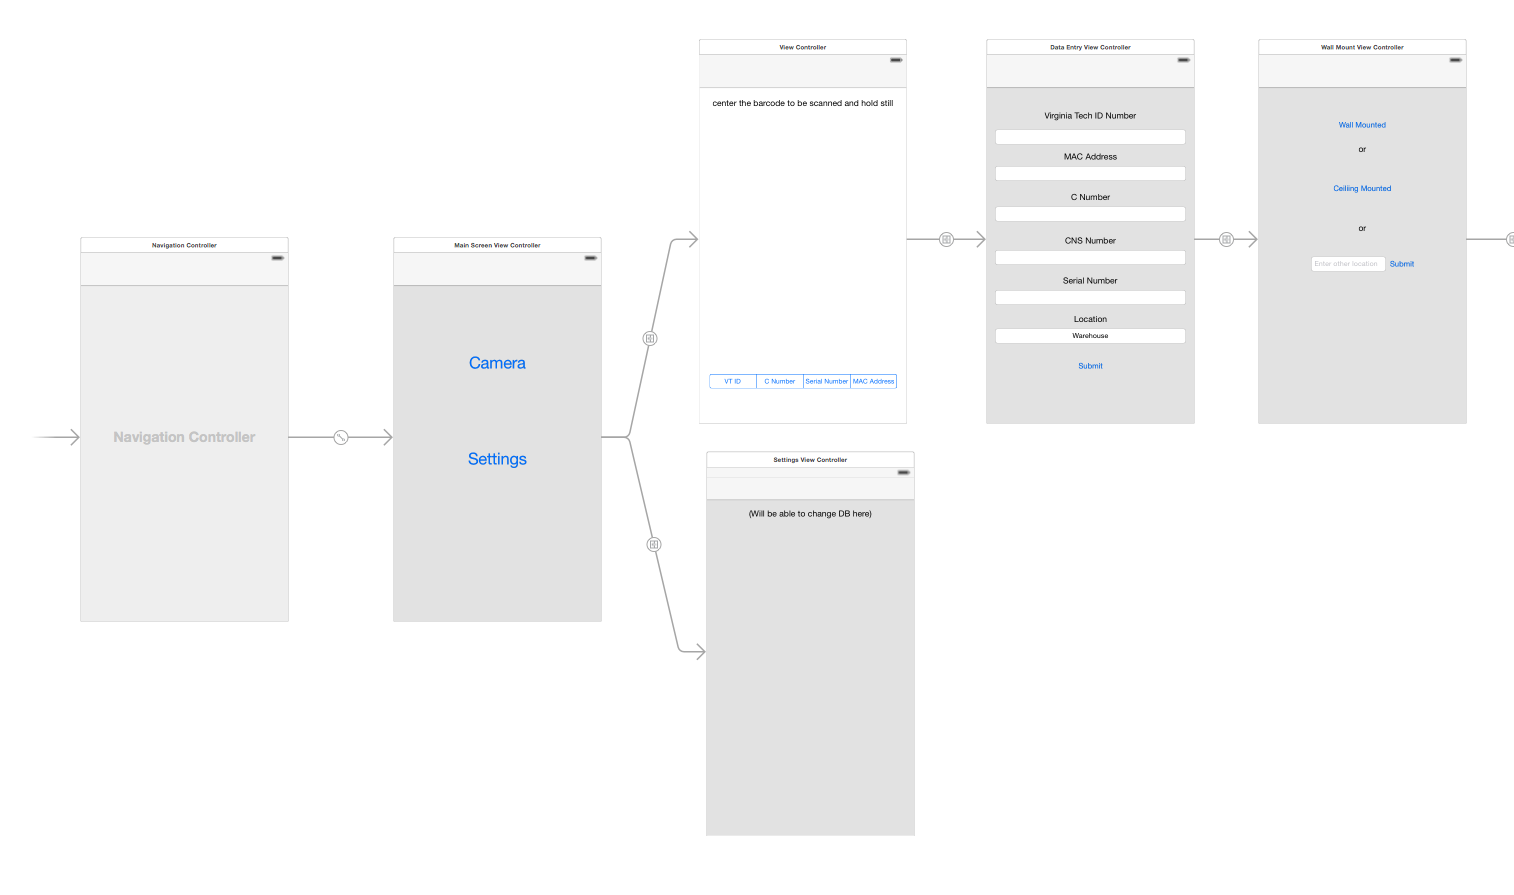 Navigation Controller
Navigation Controller
Main Screen View Controller
Camera
Settings
View Controller
center the barcode to be scanned and hold still
VT ID
C Number
Serial Number
MAC Address
Settings View Controller
(Will be able to change DB here)
Data Entry View Controller
Virginia Tech ID Number
MAC Address
C Number
CNS Number
Serial Number
Location
Warehouse
Submit
Wall Mount View Controller
Wall Mounted
or
Ceiliing Mounted
or
Enter other location
Submit